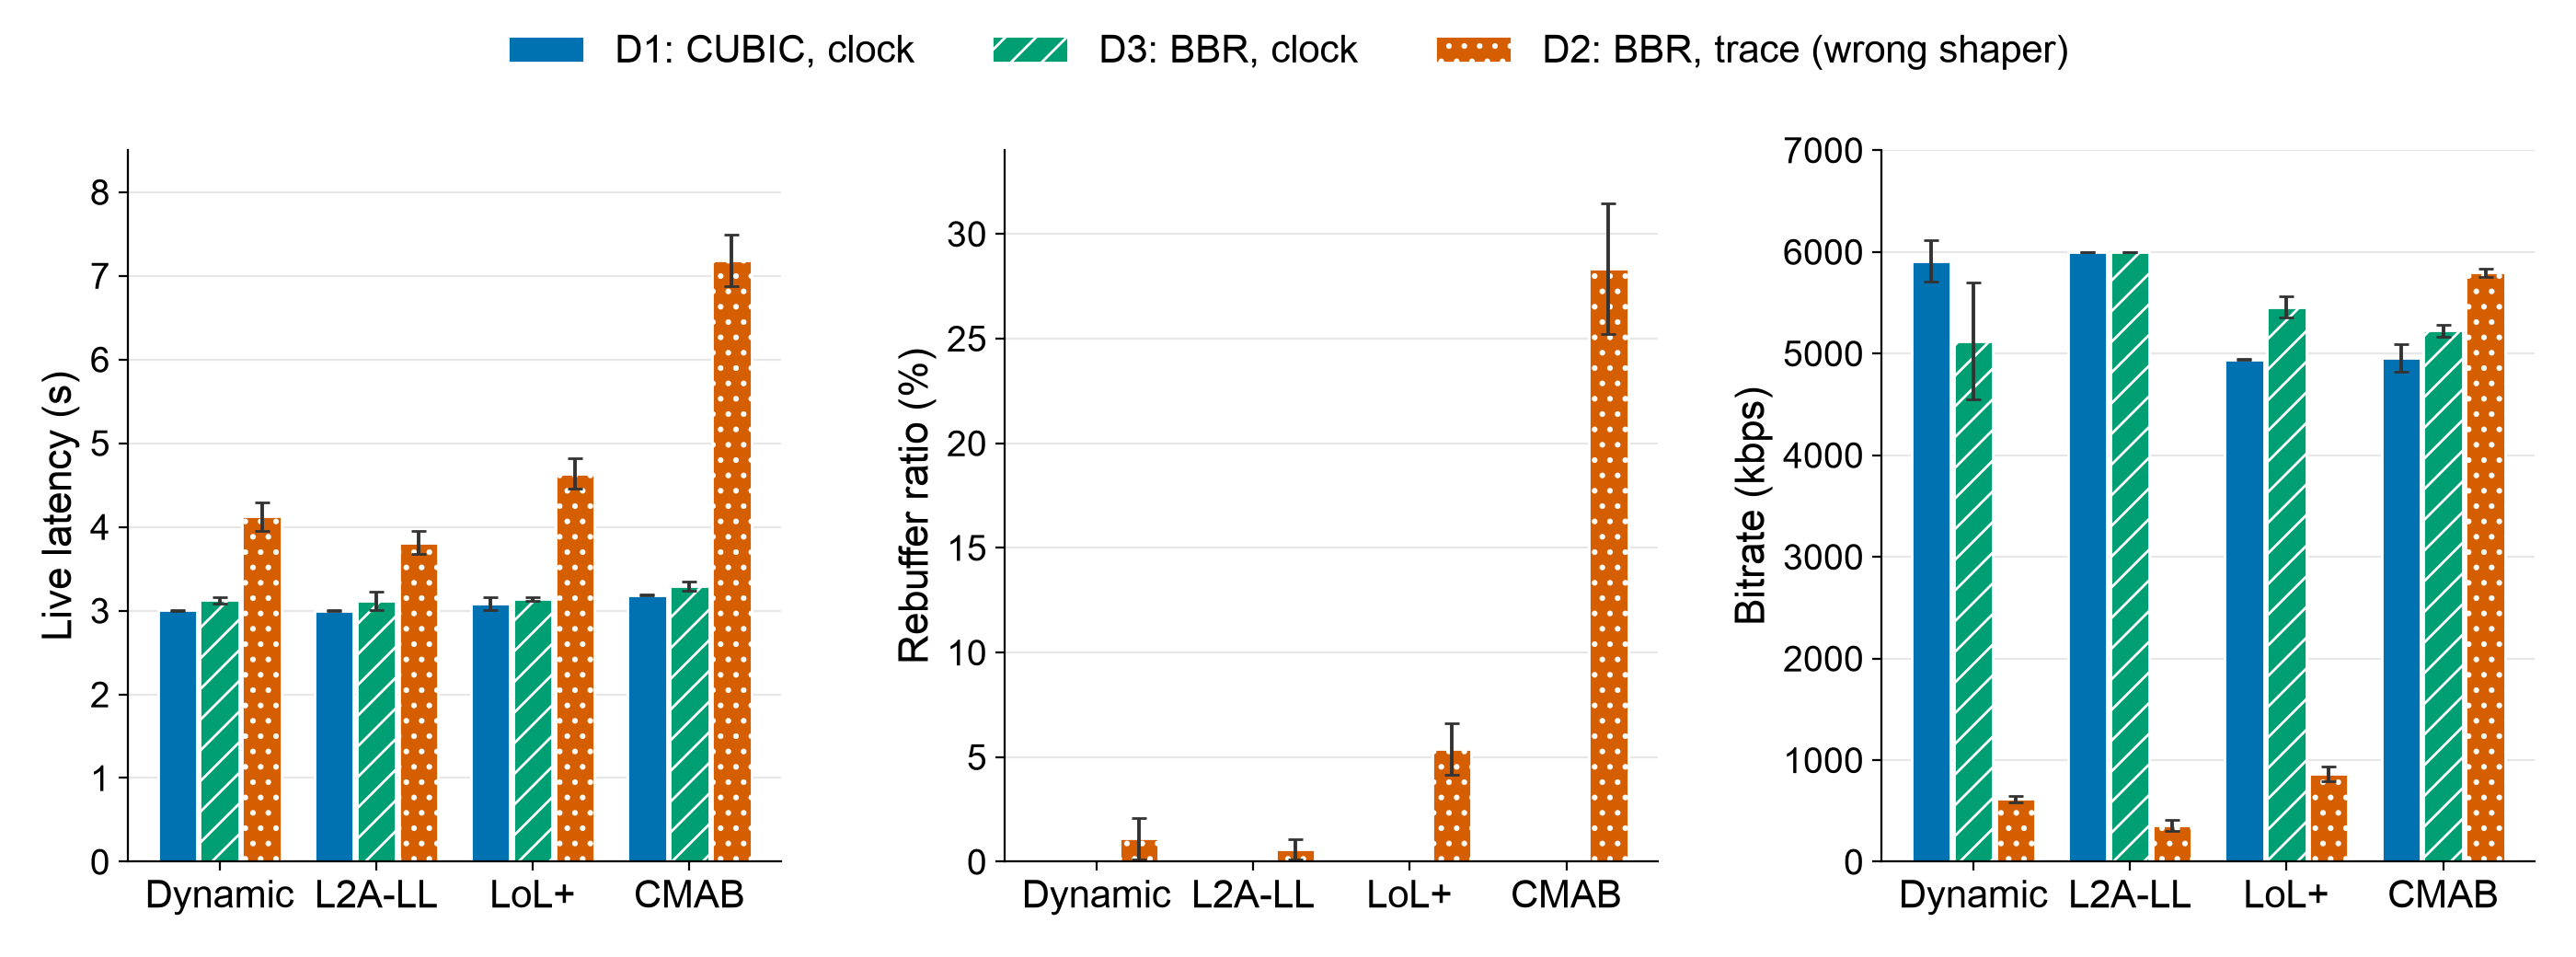 D1: CUBIC, clock
D3: BBR, clock
D2: BBR, trace (wrong shaper)
Live latency (s)
8
7
6
5
4
3
2
1
0
Dynamic L2A-LL LoL+ CMAB
Rebuffer ratio (%)
30
25
20
15
10
5
0
Dynamic L2A-LL LoL+ CMAB
Bitrate (kbps)
7000
6000
5000
4000
3000
2000
1000
0
Dynamic L2A-LL LoL+ CMAB